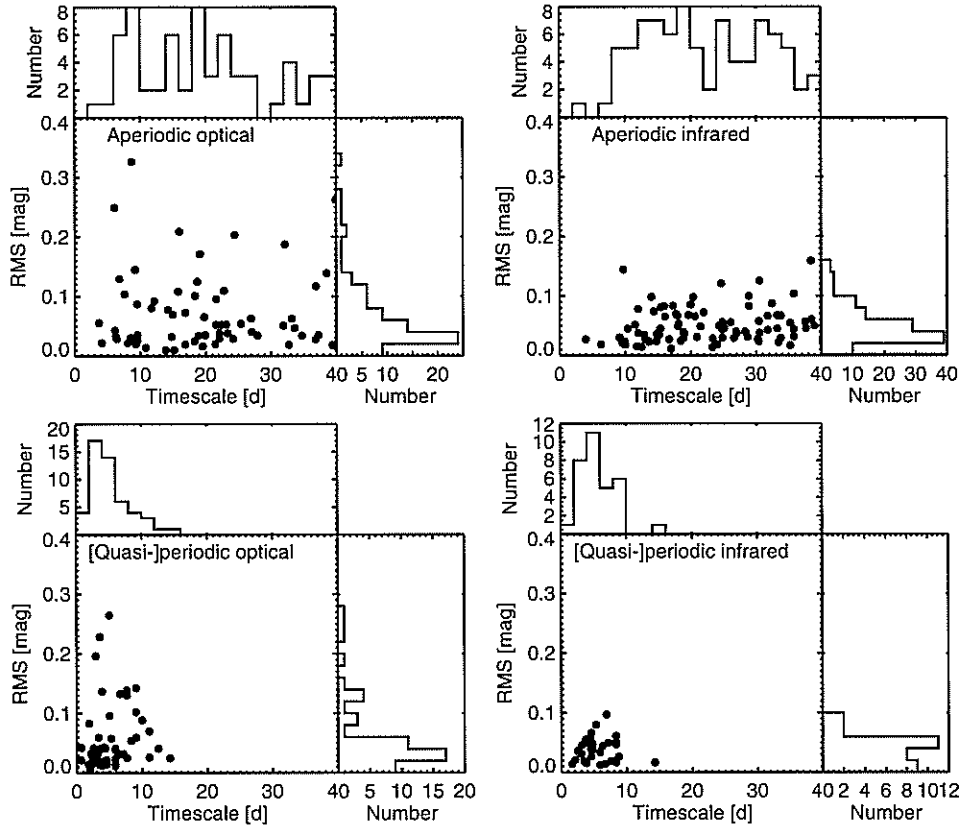 8
6
4
2
Number
0.4
0.3
0.2
0.1
0.0
RMS [mag]
Aperiodic optical
0 10 20 30 40 5 10 20
Timescale [d] Number
8
6
4
2
Number
0.4
0.3
0.2
0.1
0.0
RMS [mag]
Aperiodic infrared
0 10 20 30 40 10 20 30 40
Timescale [d] Number
20
15
10
5
Number
0.4
0.3
0.2
0.1
0.0
RMS [mag]
[Quasi-]periodic optical
0 10 20 30 40 5 10 15 20
Timescale [d] Number
12
10
8
6
4
2
Number
0.4
0.3
0.2
0.1
0.0
RMS [mag]
[Quasi-]periodic infrared
0 10 20 30 40 2 4 6 8 10 12
Timescale [d] Number